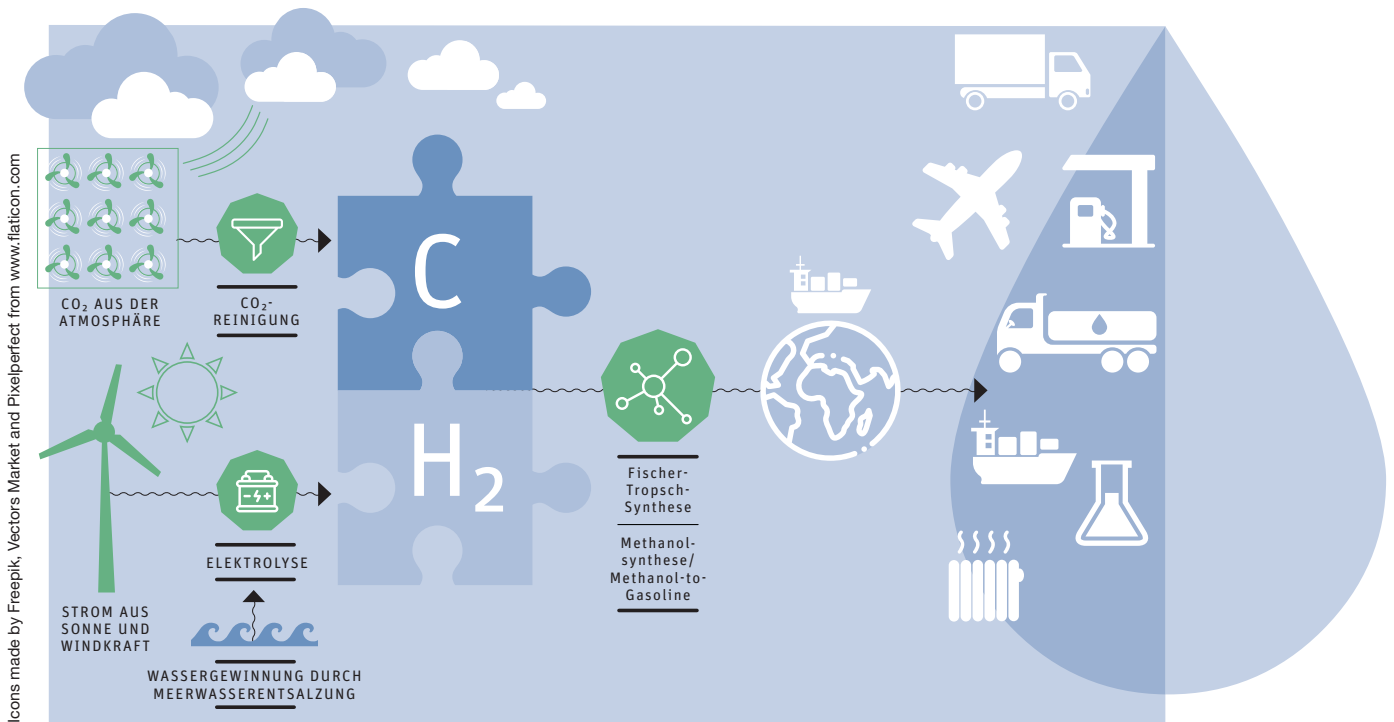 Icons made by Freepik, Vectors Market and Pixelperfect from www.flaticon.com
CO₂ AUS DER
ATMOSPHÄRE
CO₂-
REINIGUNG
C
H₂
STROM AUS
SONNE UND
WINDKRAFT
ELEKTROLYSE
WASSERGEWINNUNG DURCH
MEERWASSERENTSALZUNG
Fischer-
Tropsch-
Synthese
Methanol-
synthese/
Methanol-to-
Gasoline